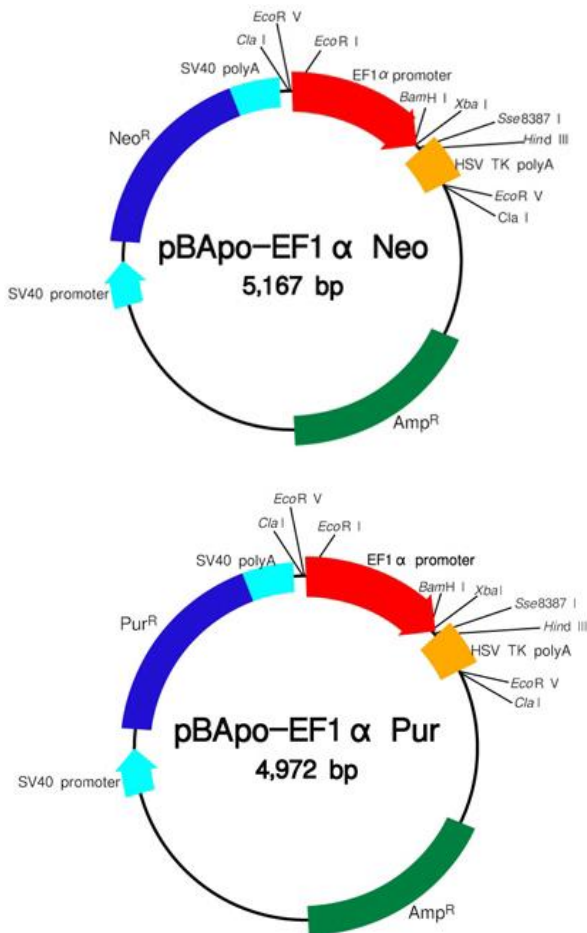 EcoR V
Cla I
EcoR I
SV40 polyA
EF1α promoter
BamH I
Xba I
Sse8387 I
Hind III
NeoR
HSV TK polyA
EcoR V
Cla I
pBApo-EF1α Neo
5,167 bp
SV40 promoter
AmpR
EcoR V
Cla I
EcoR I
SV40 polyA
EF1α promoter
BamH I
XbaI
Sse8387 I
Hind III
PurR
HSV TK polyA
EcoR V
ClaI
pBApo-EF1α Pur
4,972 bp
SV40 promoter
AmpR